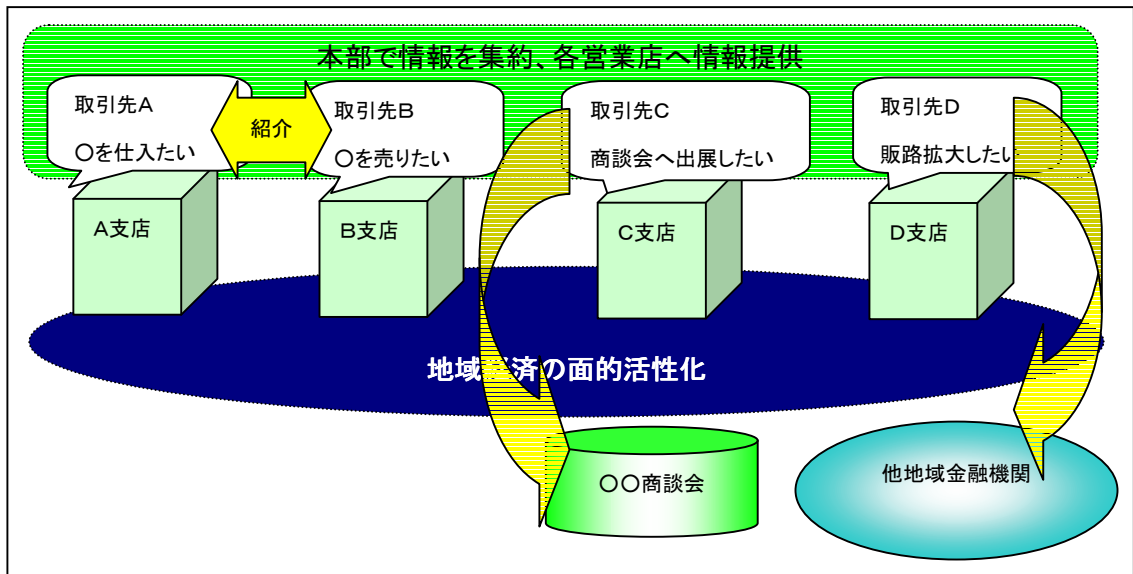 本部で情報を集約、各営業店へ情報提供
取引先A
○を仕入たい
紹介
取引先B
○を売りたい
取引先C
商談会へ出展したい
取引先D
販路拡大したい
A支店
B支店
C支店
D支店
地域経済の面的活性化
○○商談会
他地域金融機関